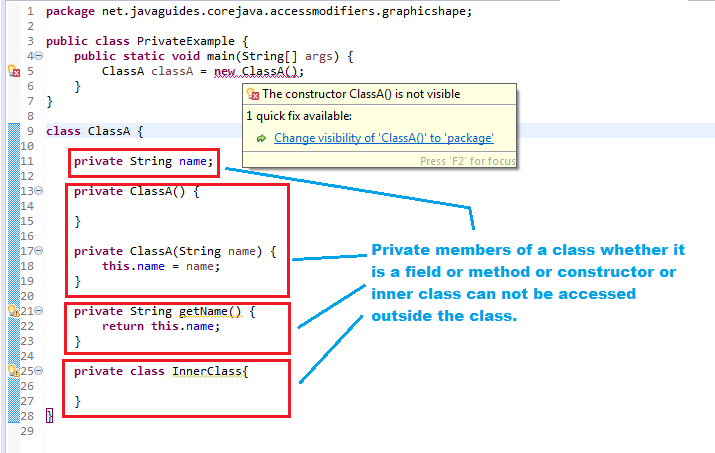 1 package net.javaguides.corejava.accessmodifiers.graphicshape;
2
3 public class PrivateExample {
4 public static void main(String[] args) {
5 ClassA classA = new ClassA();
6 }
7 }
8
The constructor ClassA() is not visible
1 quick fix available:
Change visibility of 'ClassA()' to 'package'
Press 'F2' for focus
9 class ClassA {
10
11 private String name;
12
13 private ClassA() {
14
15 }
16
17 private ClassA(String name) {
18 this.name = name;
19 }
20
21 private String getName() {
22 return this.name;
23 }
24
25 private class InnerClass{
26
27 }
28 }
29
Private members of a class whether it
is a field or method or constructor or
inner class can not be accessed
outside the class.